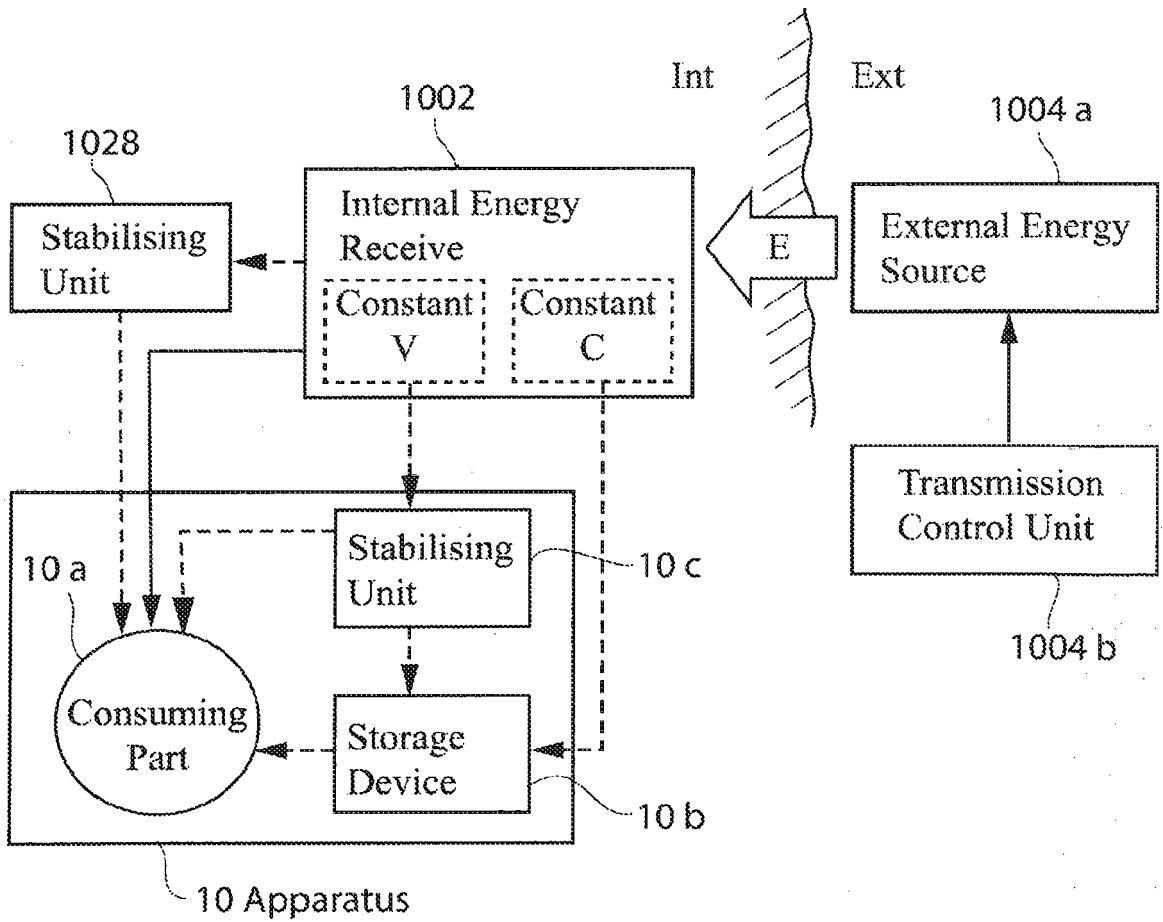 Int
Ext
1002
1004 a
1028
Internal Energy
Receive
External Energy
Source
Stabilising
Unit
E
Constant
V
Constant
C
Transmission
Control Unit
Stabilising
Unit
10 a
10 c
1004 b
Consuming
Part
Storage
Device
10 b
10 Apparatus